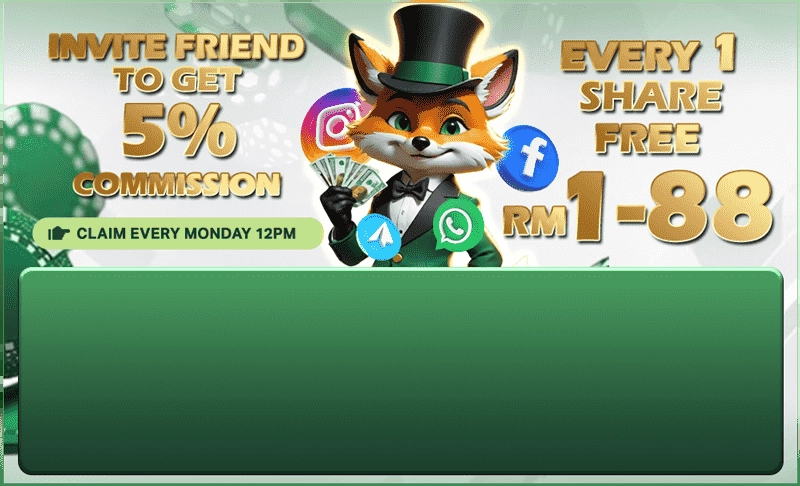 INVITE FRIEND
TO GET
5%
COMMISSION
CLAIM EVERY MONDAY 12PM
EVERY 1
SHARE
FREE
RM1-88